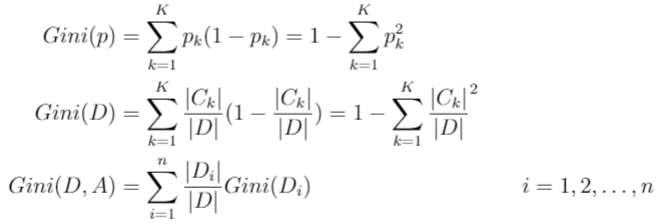 Gini(p) = \sum_{k=1}^{K} p_k(1 - p_k) = 1 - \sum_{k=1}^{K} p_k^2
Gini(D) = \sum_{k=1}^{K} \frac{|C_k|}{|D|}(1 - \frac{|C_k|}{|D|}) = 1 - \sum_{k=1}^{K} \frac{|C_k|}{|D|}^2
Gini(D, A) = \sum_{i=1}^{n} \frac{|D_i|}{|D|} Gini(D_i) i = 1, 2, \ldots, n